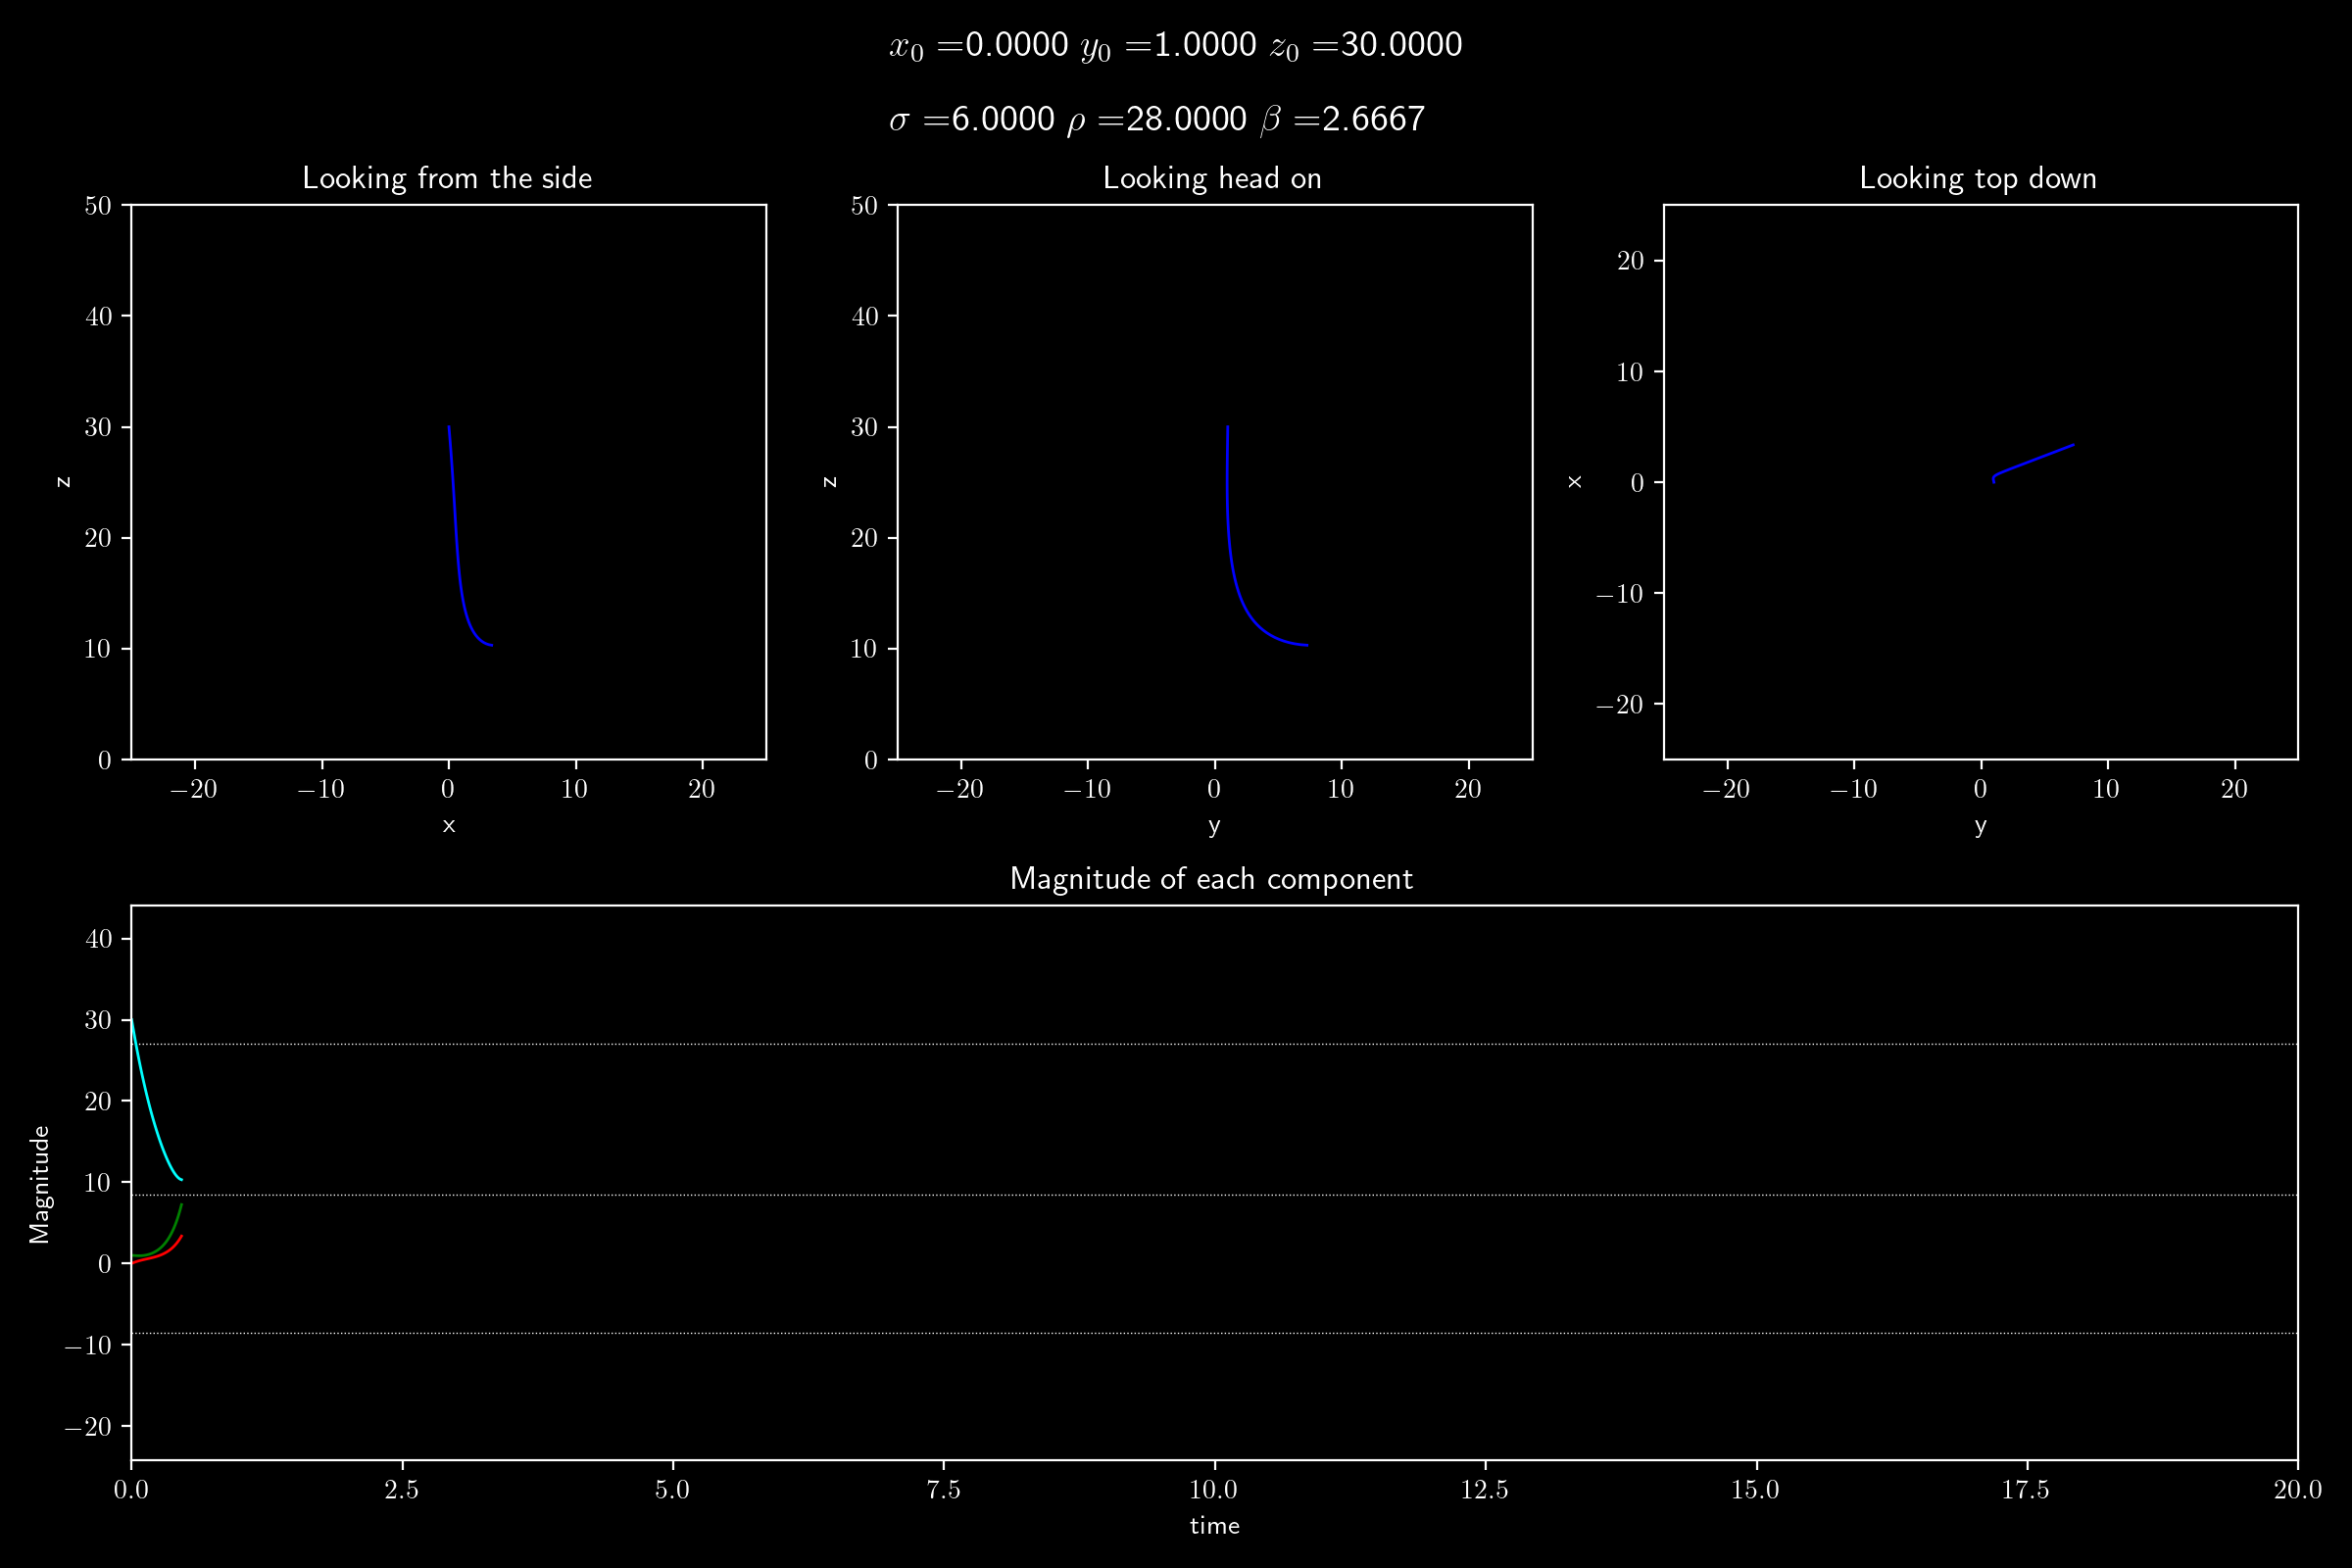 x₀ =0.0000 y₀ =1.0000 z₀ =30.0000
σ =6.0000 ρ =28.0000 β =2.6667
Looking from the side
50
40
30
20
10
0
−20 −10 0 10 20
z
x
Looking head on
50
40
30
20
10
0
−20 −10 0 10 20
z
y
Looking top down
20
10
0
−10
−20
−20 −10 0 10 20
x
y
Magnitude of each component
40
30
20
10
0
−10
−20
0.0 2.5 5.0 7.5 10.0 12.5 15.0 17.5 20.0
Magnitude
time